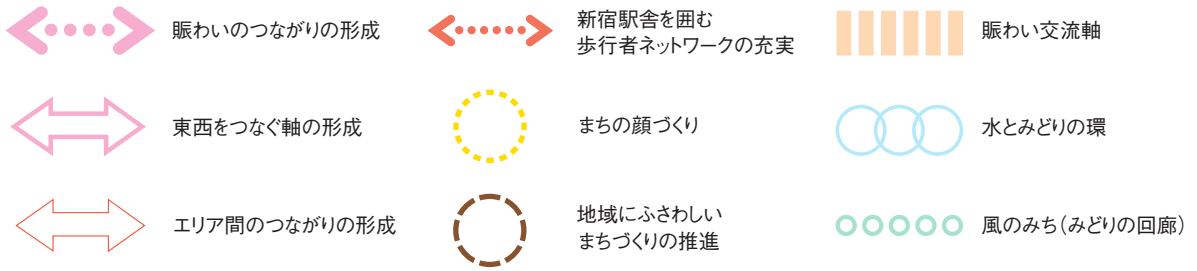 賑わいのつながりの形成
新宿駅舎を囲む
歩行者ネットワークの充実
賑わい交流軸
東西をつなぐ軸の形成
まちの顔づくり
水とみどりの環
エリア間のつながりの形成
地域にふさわしい
まちづくりの推進
風のみち(みどりの回廊)